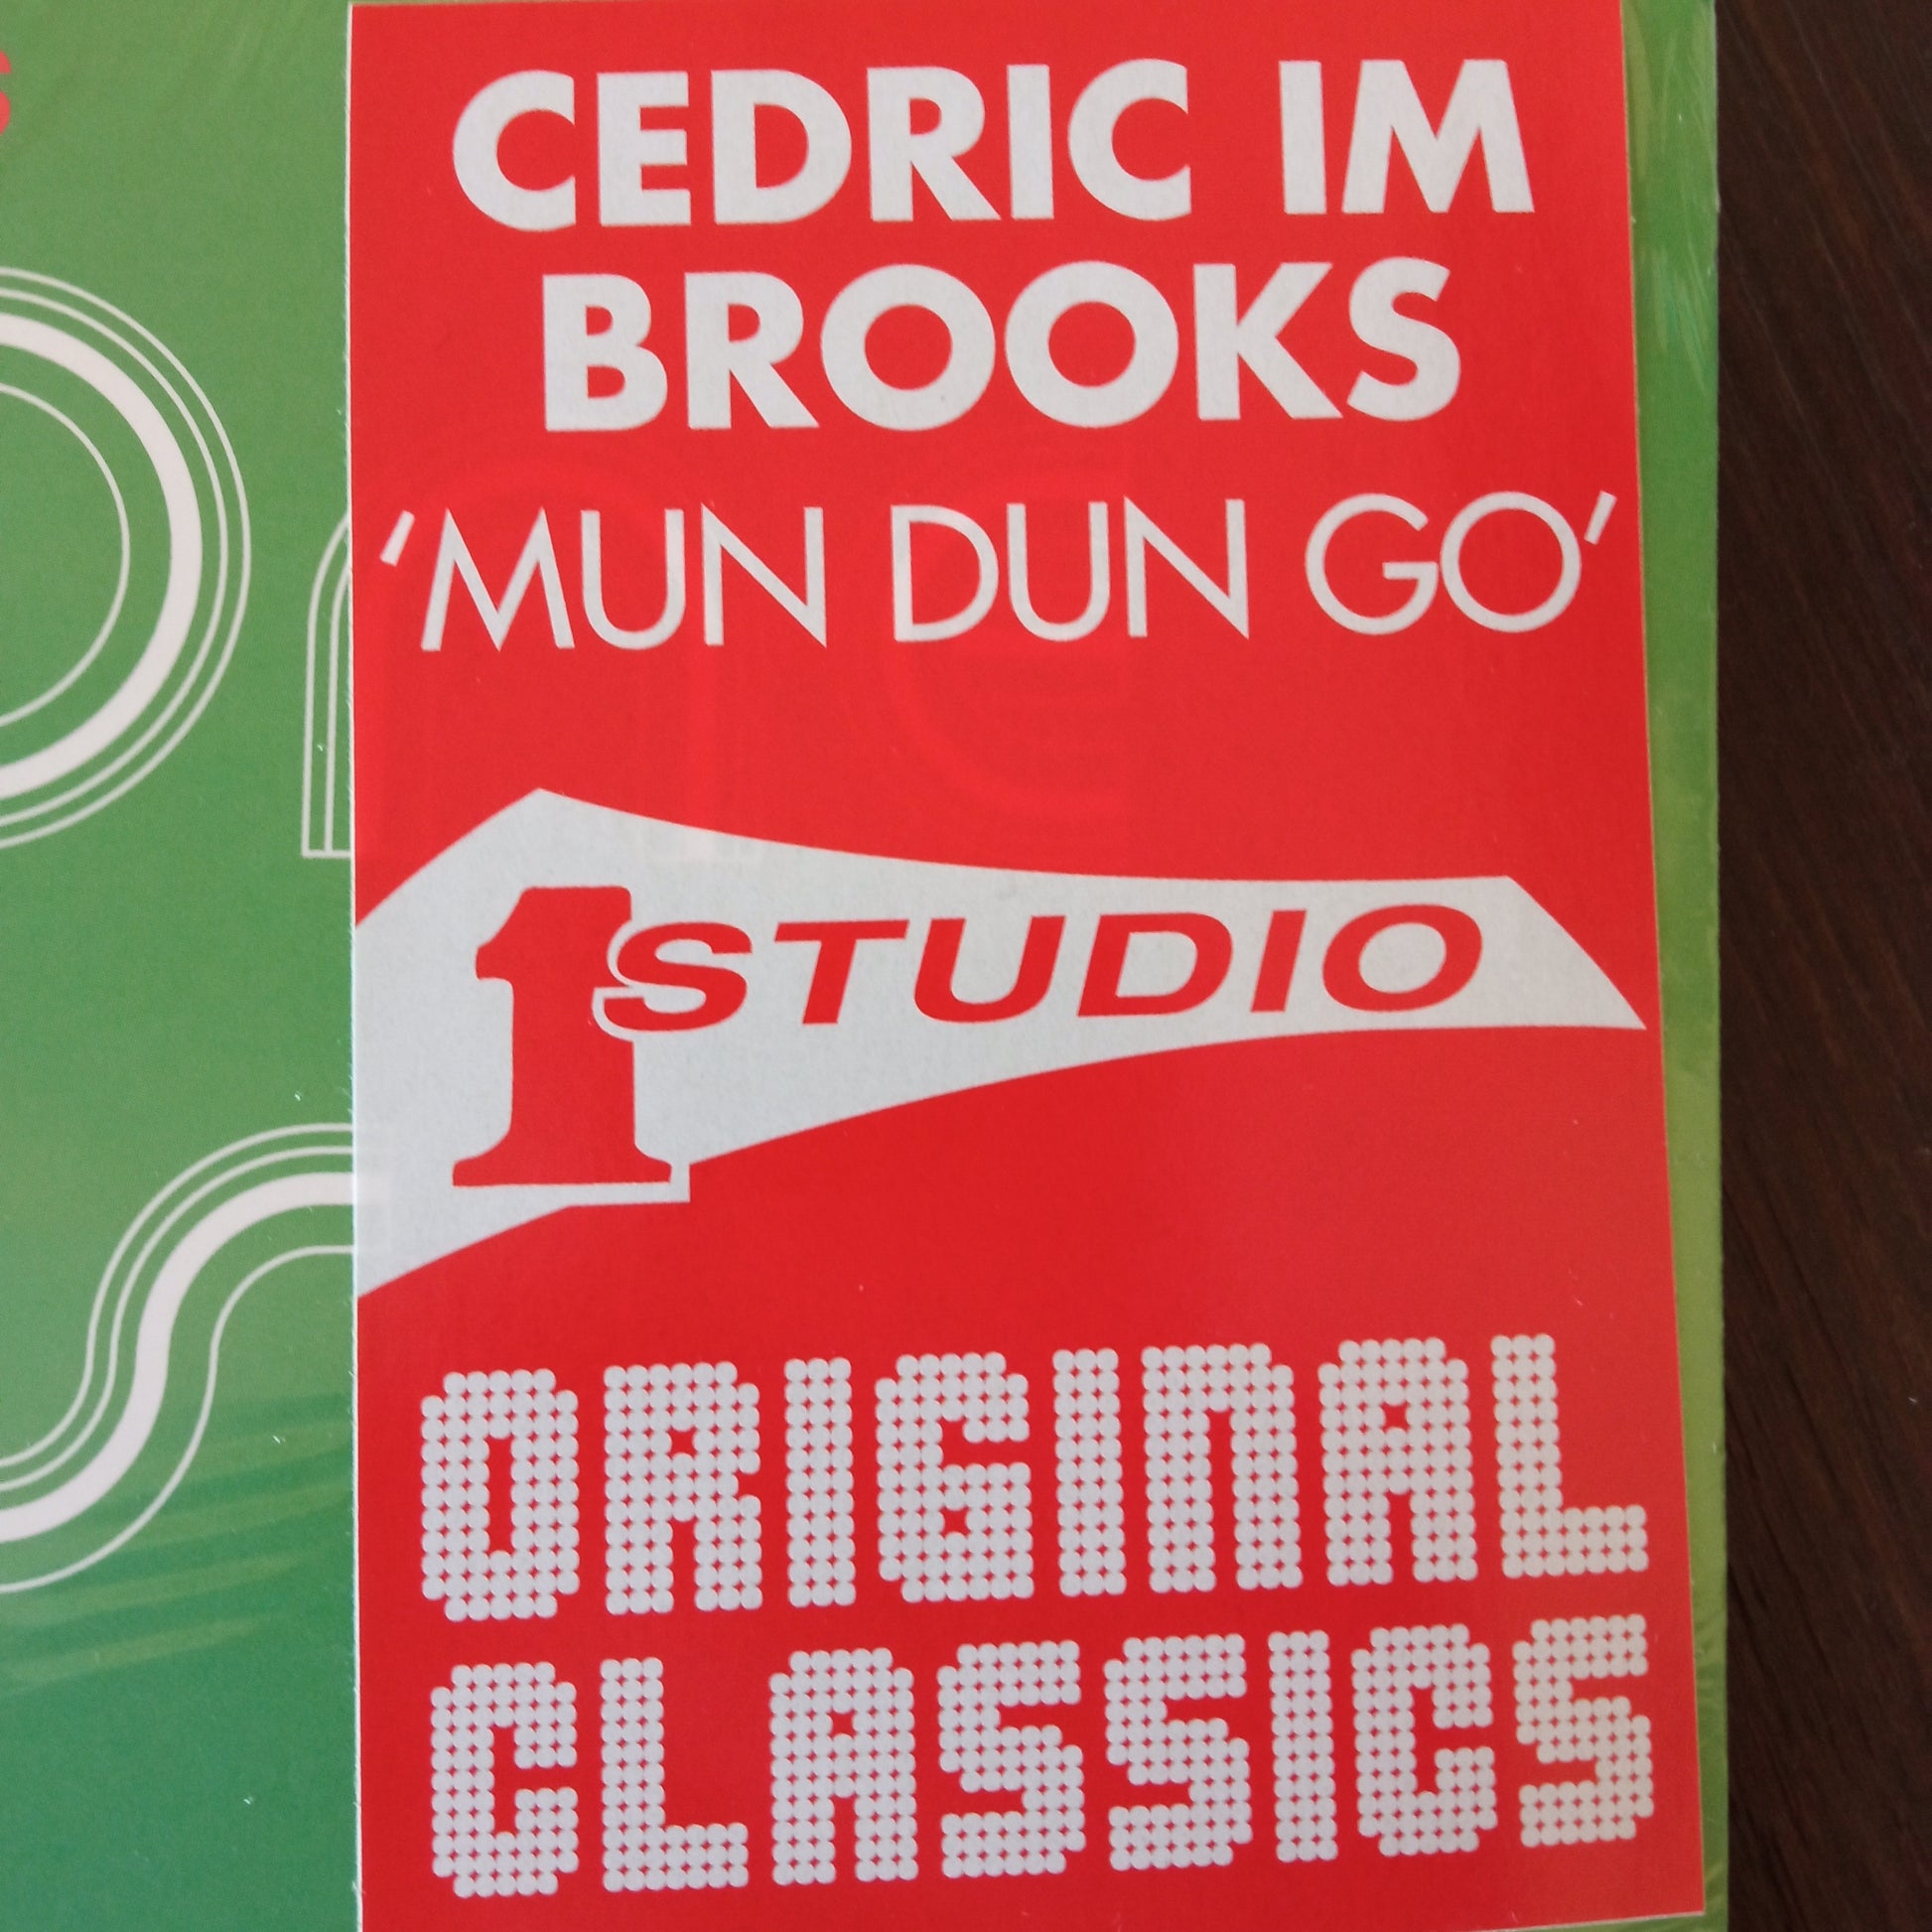 CEDRIC IM
BROOKS
'MUN DUN GO'
1 STUDIO
ORIGINAL
CLASSICS